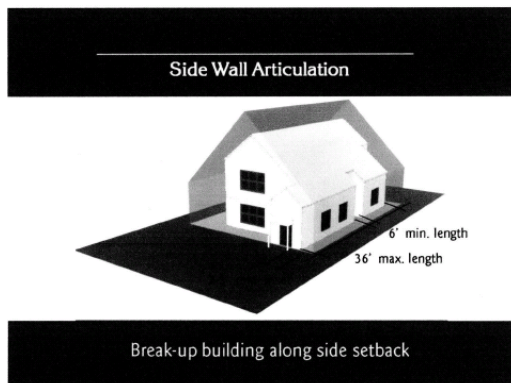 Side Wall Articulation
6' min. length
36' max. length
Break-up building along side setback